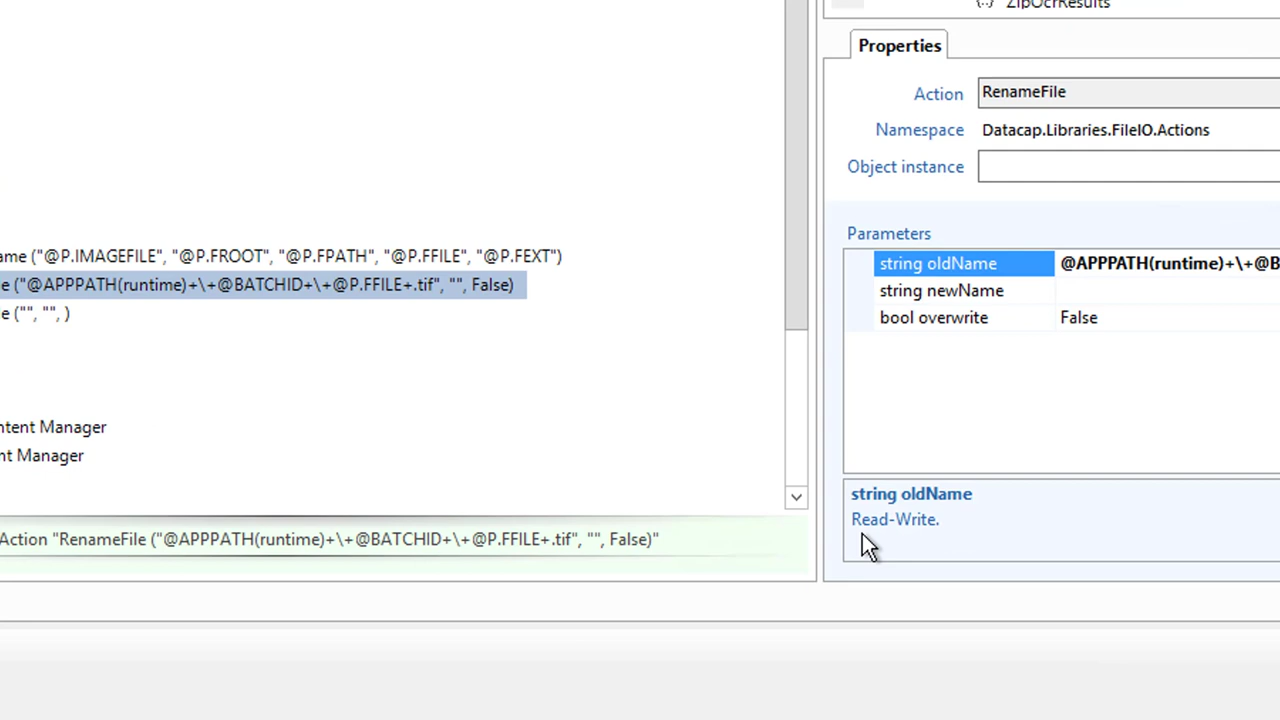 ZipOcrResults
Properties
Action RenameFile
Namespace Datacap.Libraries.FileIO.Actions
Object instance
Parameters
string oldName @APPPATH(runtime)+\+@B
string newName
bool overwrite False
string oldName
Read-Write.
ame ("@P.IMAGEFILE", "@P.FROOT", "@P.FPATH", "@P.FFILE", "@P.FEXT")
e ("@APPPATH(runtime)+\+@BATCHID+\+@P.FFILE+.tif", "", False)
e ("", "", )
ntent Manager
nt Manager
Action "RenameFile ("@APPPATH(runtime)+\+@BATCHID+\+@P.FFILE+.tif", "", False)"